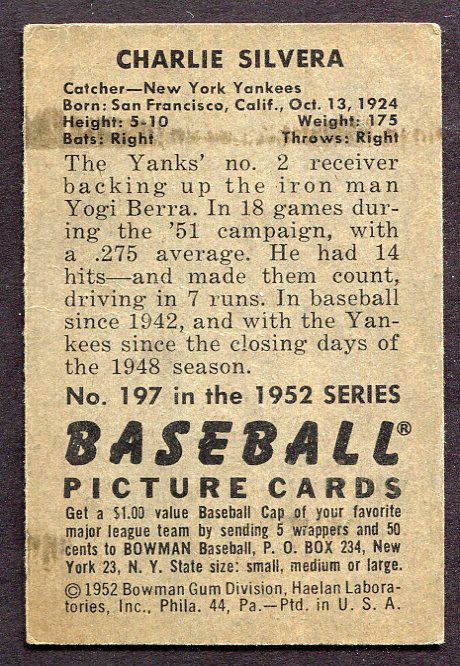 CHARLIE SILVERA
Catcher—New York Yankees
Born: San Francisco, Calif., Oct. 13, 1924
Height: 5-10 Weight: 175
Bats: Right Throws: Right
The Yanks' no. 2 receiver
backing up the iron man
Yogi Berra. In 18 games dur-
ing the '51 campaign, with
a .275 average. He had 14
hits—and made them count,
driving in 7 runs. In baseball
since 1942, and with the Yan-
kees since the closing days of
the 1948 season.
No. 197 in the 1952 SERIES
BASEBALL®
PICTURE CARDS
Get a $1.00 value Baseball Cap of your favorite
major league team by sending 5 wrappers and 50
cents to BOWMAN Baseball, P. O. BOX 234, New
York 23, N. Y. State size: small, medium or large.
©1952 Bowman Gum Division, Haelan Labora-
tories, Inc., Phila. 44, Pa.—Ptd. in U. S. A.